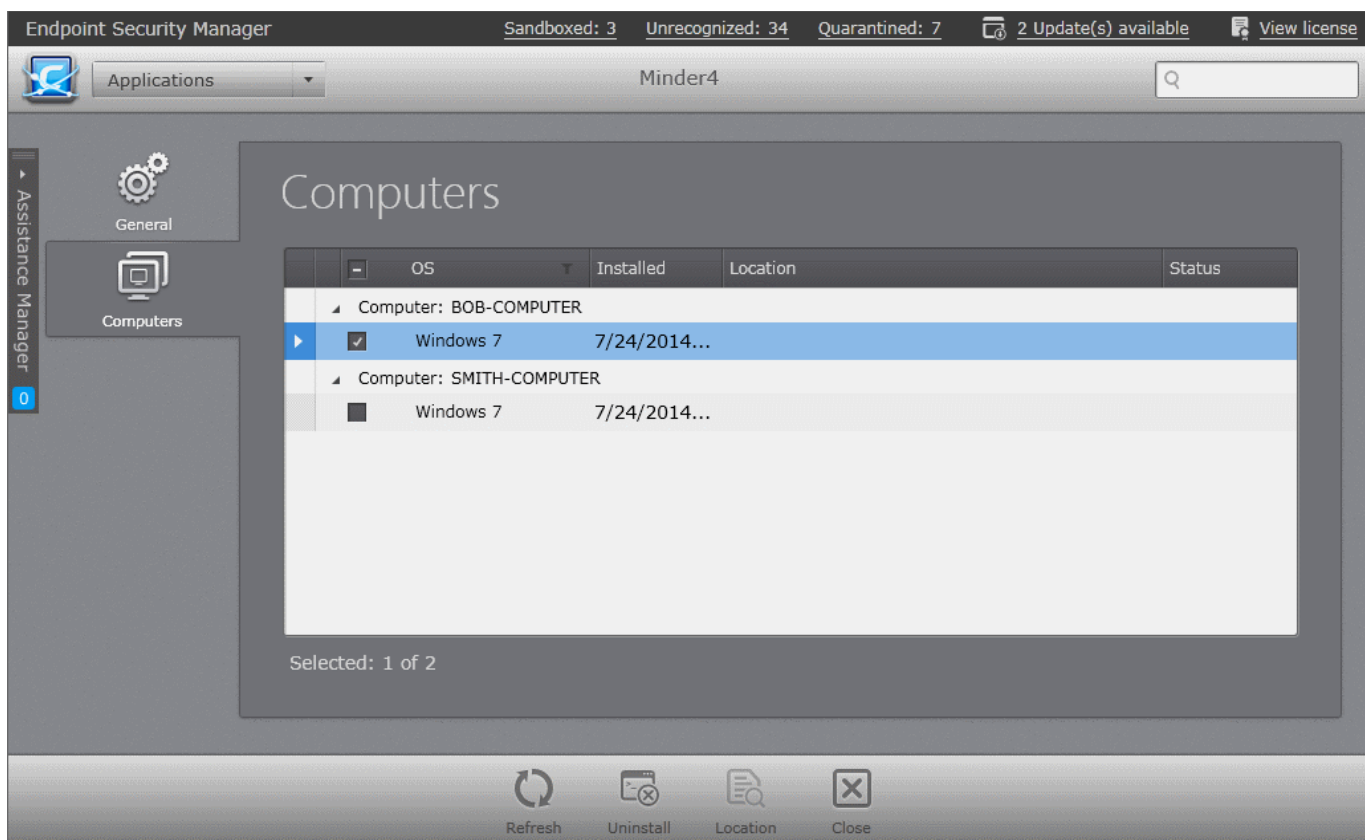 Endpoint Security Manager Sandboxed: 3 Unrecognized: 34 Quarantined: 7 2 Update(s) available View license
Applications Minder4
Assistance Manager
0
General
Computers
Computers
OS Installed Location Status
Computer: BOB-COMPUTER
Windows 7 7/24/2014...
Computer: SMITH-COMPUTER
Windows 7 7/24/2014...
Selected: 1 of 2
Refresh Uninstall Location Close